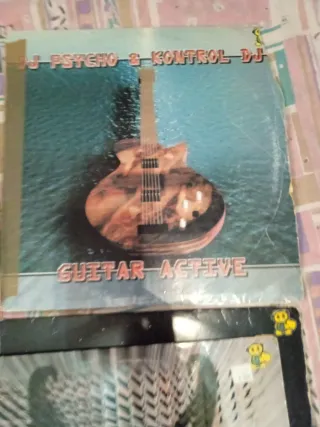 DJ PSYCHO & KONTROL DJ
GUITAR ACTIVE